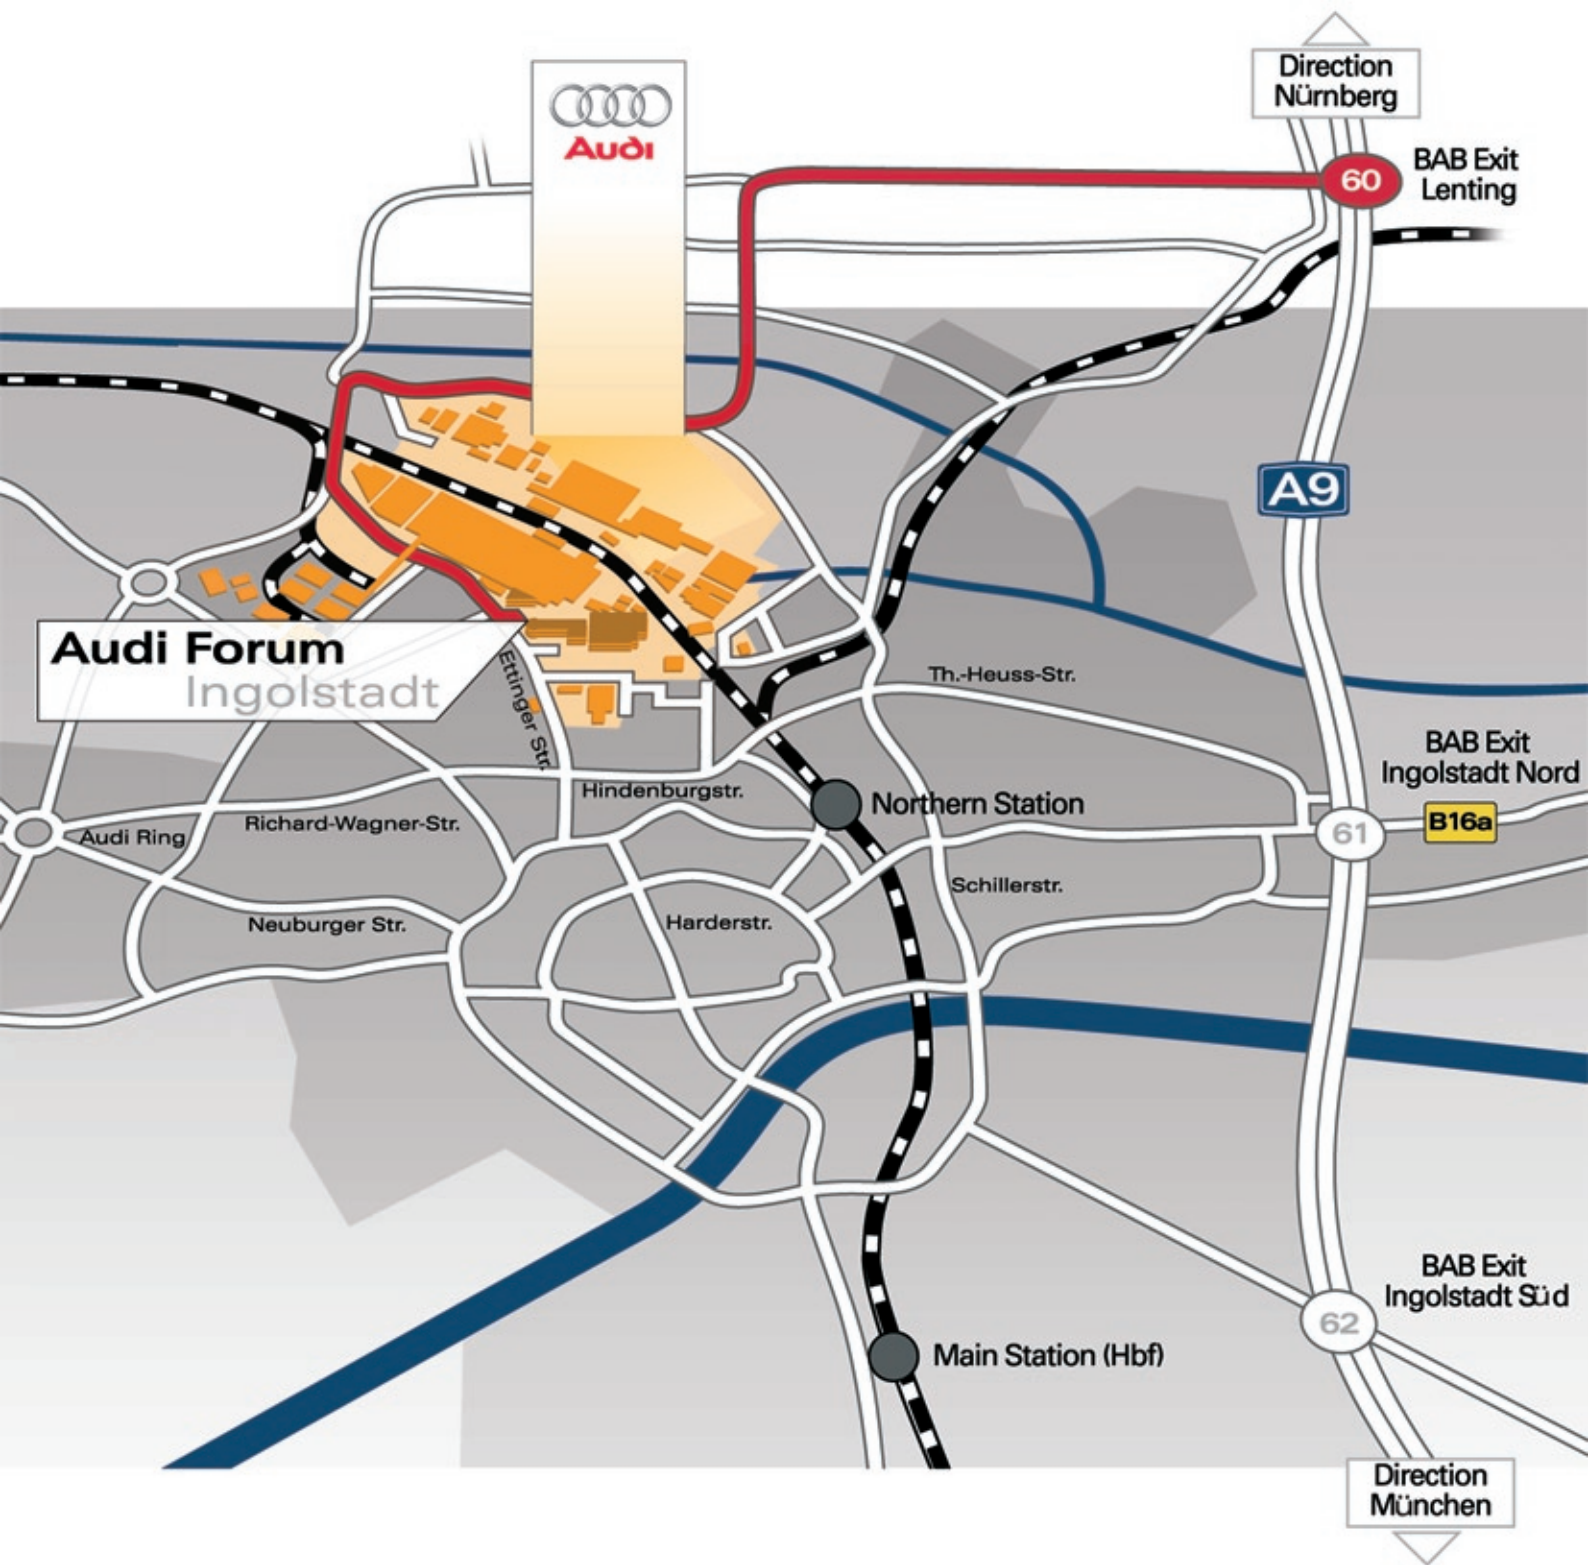 Direction
Nürnberg
Audi
BAB Exit
Lenting
60
A9
Audi Forum
Ingolstadt
Ettinger Str.
Th.-Heuss-Str.
BAB Exit
Ingolstadt Nord
Hindenburgstr.
Northern Station
B16a
61
Audi Ring
Richard-Wagner-Str.
Schillerstr.
Neuburger Str.
Harderstr.
BAB Exit
Ingolstadt Süd
62
Main Station (Hbf)
Direction
München